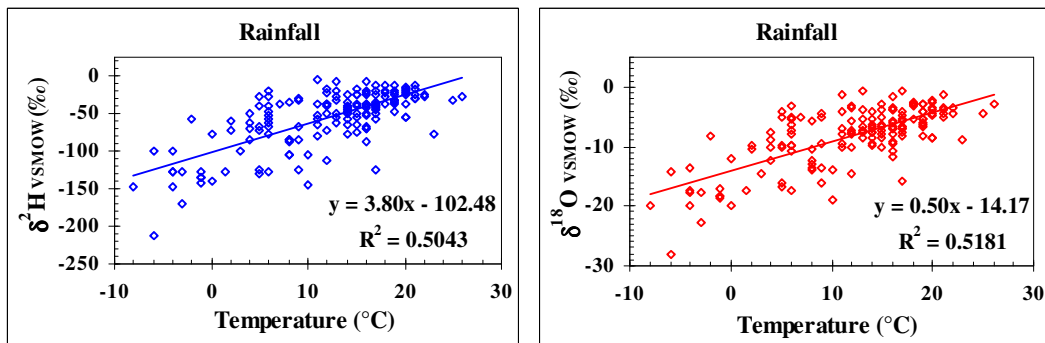 Rainfall
0
-50
-100
-150
-200
-250
-10
0
10
20
30
δ²H VSMOW (‰)
Temperature (°C)
y = 3.80x - 102.48
R² = 0.5043
Rainfall
0
-10
-20
-30
-10
0
10
20
30
δ¹⁸O VSMOW (‰)
Temperature (°C)
y = 0.50x - 14.17
R² = 0.5181